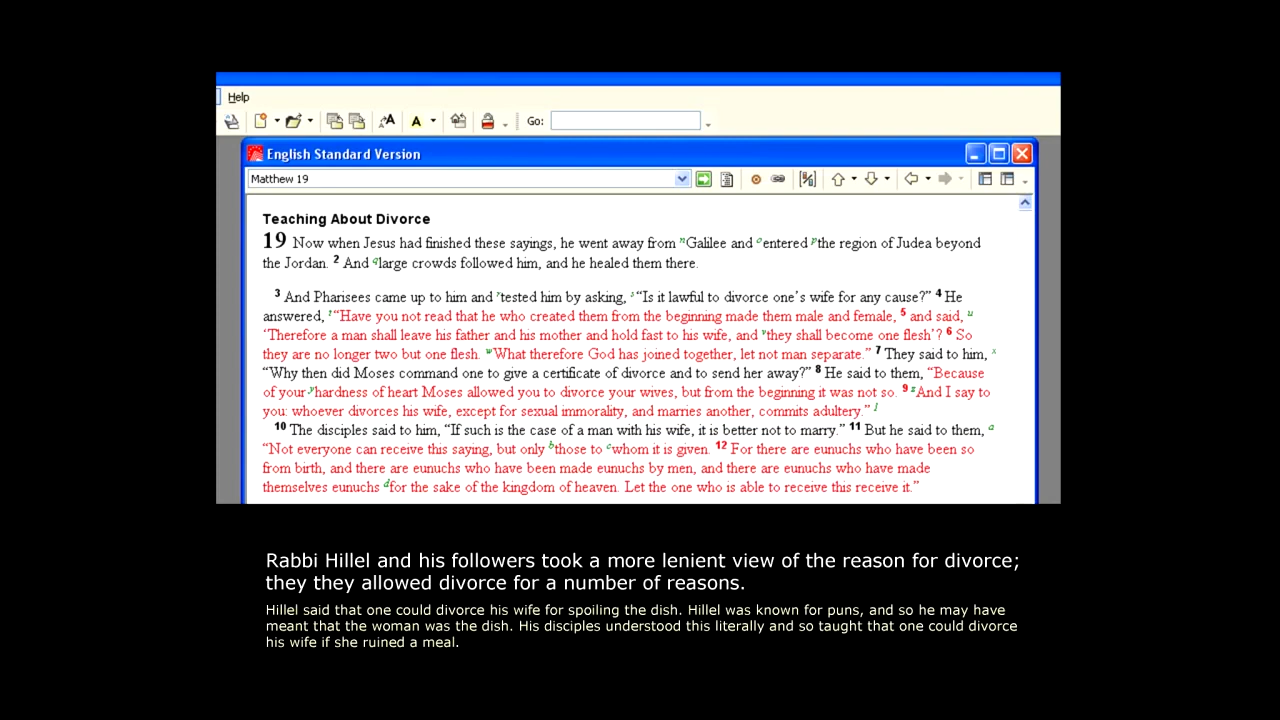 Help
Go:
English Standard Version
Matthew 19
Teaching About Divorce
19 Now when Jesus had finished these sayings, he went away from n Galilee and o entered p the region of Judea beyond
the Jordan. 2 And q large crowds followed him, and he healed them there.
3 And Pharisees came up to him and r tested him by asking, s “Is it lawful to divorce one’s wife for any cause?” 4 He
answered, t “Have you not read that he who created them from the beginning made them male and female, 5 and said, u
‘Therefore a man shall leave his father and his mother and hold fast to his wife, and v they shall become one flesh’? 6 So
they are no longer two but one flesh. w What therefore God has joined together, let not man separate.” 7 They said to him, x
“Why then did Moses command one to give a certificate of divorce and to send her away?” 8 He said to them, “Because
of your y hardness of heart Moses allowed you to divorce your wives, but from the beginning it was not so. 9 z And I say to
you: whoever divorces his wife, except for sexual immorality, and marries another, commits adultery.” 1
10 The disciples said to him, “If such is the case of a man with his wife, it is better not to marry.” 11 But he said to them, a
“Not everyone can receive this saying, but only b those to c whom it is given. 12 For there are eunuchs who have been so
from birth, and there are eunuchs who have been made eunuchs by men, and there are eunuchs who have made
themselves eunuchs d for the sake of the kingdom of heaven. Let the one who is able to receive this receive it.”
Rabbi Hillel and his followers took a more lenient view of the reason for divorce;
they they allowed divorce for a number of reasons.
Hillel said that one could divorce his wife for spoiling the dish. Hillel was known for puns, and so he may have
meant that the woman was the dish. His disciples understood this literally and so taught that one could divorce
his wife if she ruined a meal.